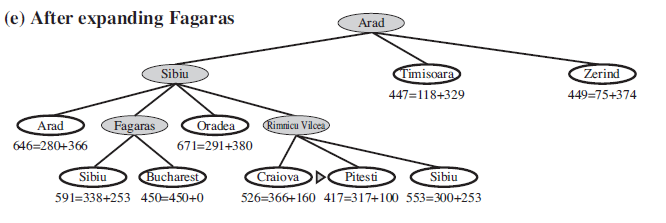 (e) After expanding Fagaras
Arad
Sibiu
Timisoara
Zerind
447=118+329
449=75+374
Arad
Fagaras
Oradea
Rimnicu Vilcea
646=280+366
671=291+380
Sibiu
Bucharest
Craiova
Pitesti
Sibiu
591=338+253
450=450+0
526=366+160
417=317+100
553=300+253